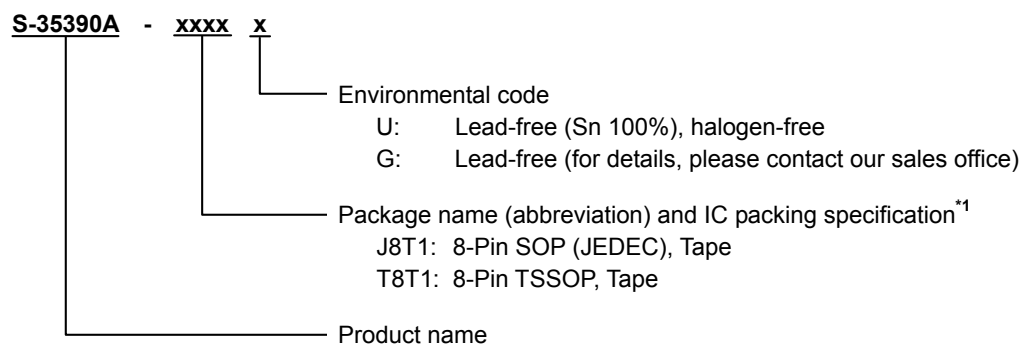 S-35390A - xxxx x
Environmental code
U: Lead-free (Sn 100%), halogen-free
G: Lead-free (for details, please contact our sales office)
Package name (abbreviation) and IC packing specification*1
J8T1: 8-Pin SOP (JEDEC), Tape
T8T1: 8-Pin TSSOP, Tape
Product name